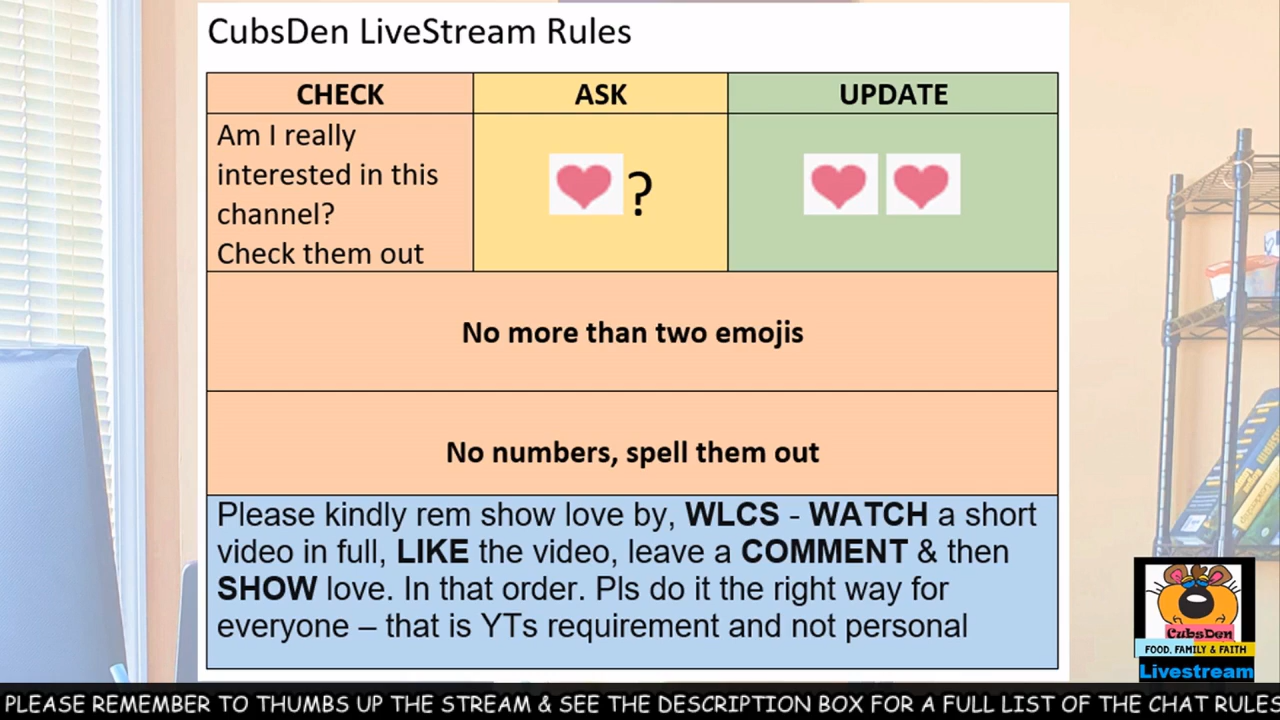 CubsDen LiveStream Rules
CHECK
ASK
UPDATE
Am I really
interested in this
channel?
Check them out
?
No more than two emojis
No numbers, spell them out
Please kindly rem show love by, WLCS - WATCH a short
video in full, LIKE the video, leave a COMMENT & then
SHOW love. In that order. Pls do it the right way for
everyone – that is YTs requirement and not personal
CubsDen
FOOD, FAMILY & FAITH
Livestream
PLEASE REMEMBER TO THUMBS UP THE STREAM & SEE THE DESCRIPTION BOX FOR A FULL LIST OF THE CHAT RULES